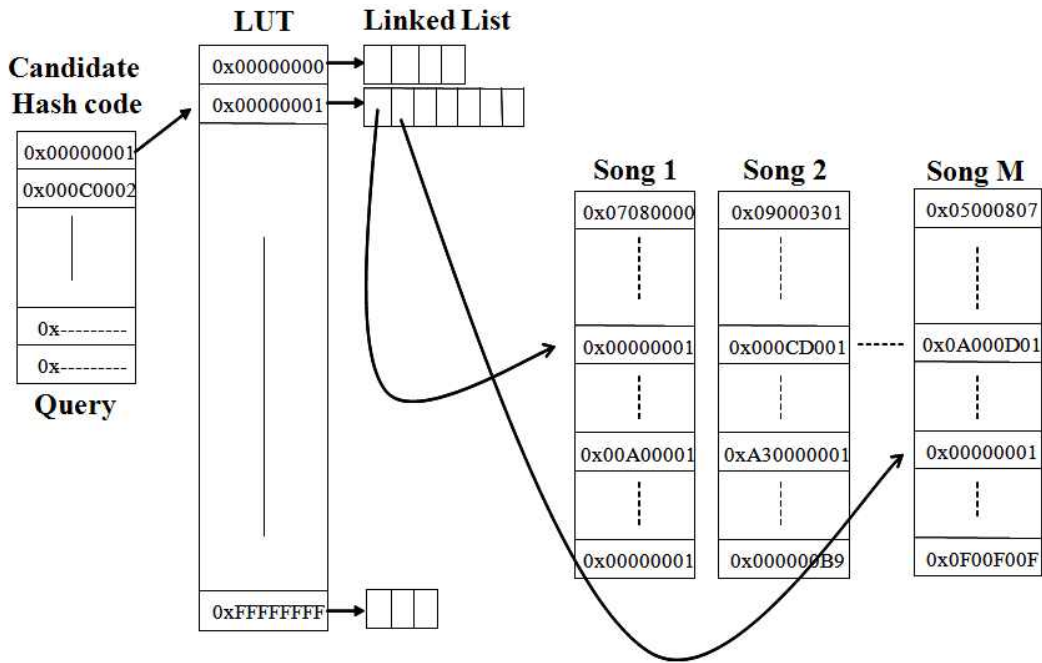 LUT
Linked List
Candidate
Hash code
0x00000001
0x000C0002
0x---------
0x---------
Query
0x00000000
0x00000001
0xFFFFFFFF
Song 1
0x07080000
0x00000001
0x00A00001
0x00000001
Song 2
0x09000301
0x000CD001
0xA30000001
0x000000B9
Song M
0x05000807
0x0A000D01
0x00000001
0x0F00F00F